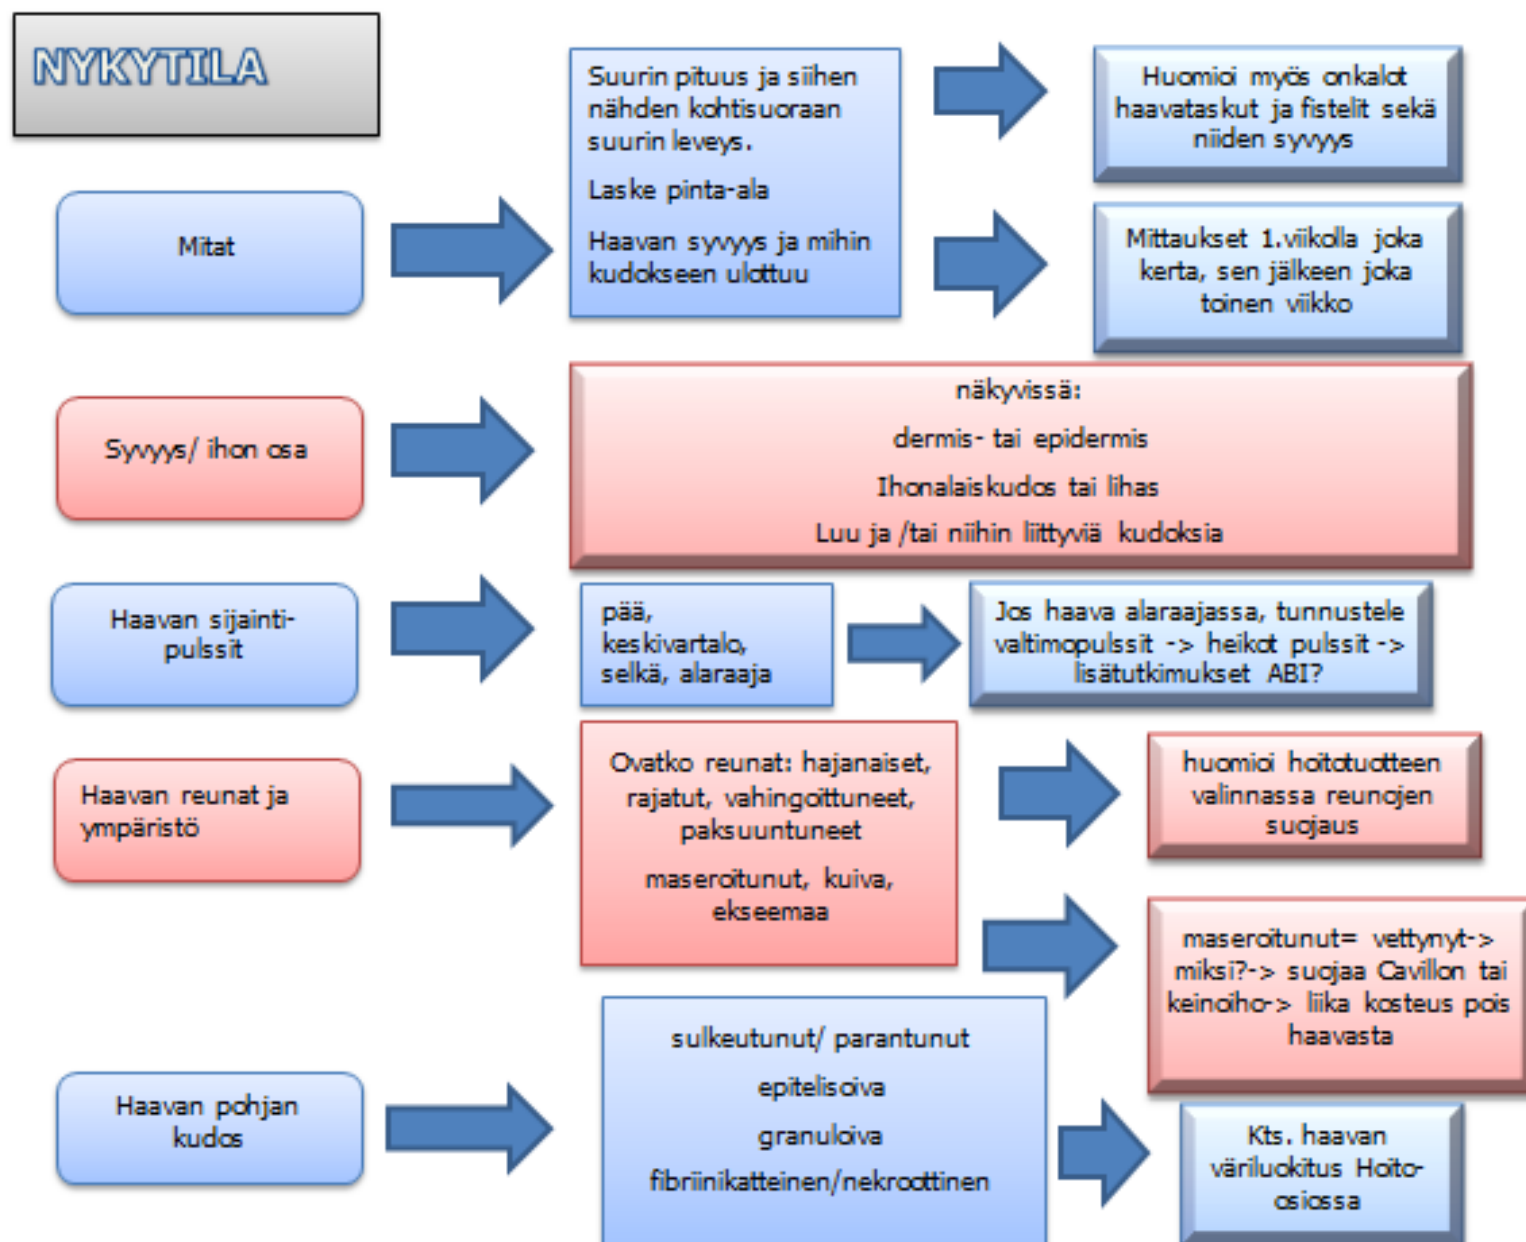 NYKYTILA
Mitat
Suurin pituus ja siihen
nähden kohtisuoraan
suurin leveys.
Laske pinta-ala
Haavan syvyys ja mihin
kudokseen ulottuu
Huomioi myös onkalot
haavataskut ja fistelit sekä
niiden syvyys
Mittaukset 1.viikolla joka
kerta, sen jälkeen joka
toinen viikko
Syvyys/ ihon osa
näkyvissä:
dermis- tai epidermis
Ihonalaiskudos tai lihas
Luu ja /tai niihin liittyviä kudoksia
Haavan sijainti-
pulssit
pää,
keskivartalo,
selkä, alaraaja
Jos haava alaraajassa, tunnustele
valtimopulssit -> heikot pulssit ->
lisätutkimukset ABI?
Haavan reunat ja
ympäristö
Ovatko reunat: hajanaiset,
rajatut, vahingoittuneet,
paksuuntuneet
maseroitunut, kuiva,
ekseemaa
huomioi hoitotuotteen
valinnassa reunojen
suojaus
maseroitunut= vettynyt->
miksi?-> suojaa Cavillon tai
keinoiho-> liika kosteus pois
haavasta
Haavan pohjan
kudos
sulkeutunut/ parantunut
epitelisoiva
granuloiva
fibriinikatteinen/nekroottinen
Kts. haavan
väriluokitus Hoito-
osiossa